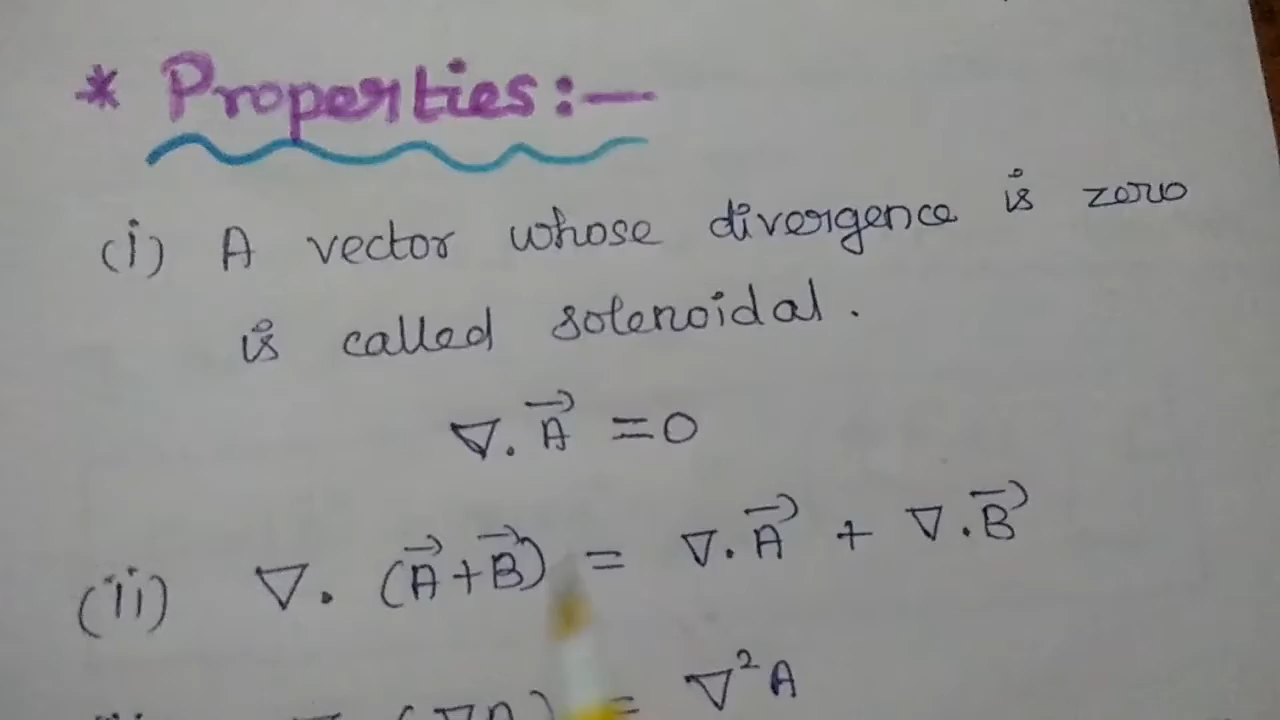 * Properties:-
(i) A vector whose divergence is zero
is called solenoidal.
∇. A⃗ = 0
(ii) ∇. (A⃗+B⃗) = ∇. A⃗ + ∇. B⃗
(∇A) = ∇²A